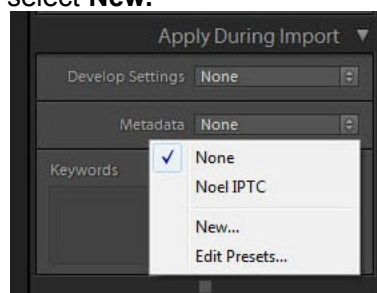 select New.
Apply During Import
Develop Settings None
Metadata None
Keywords
None
Noel IPTC
New...
Edit Presets...